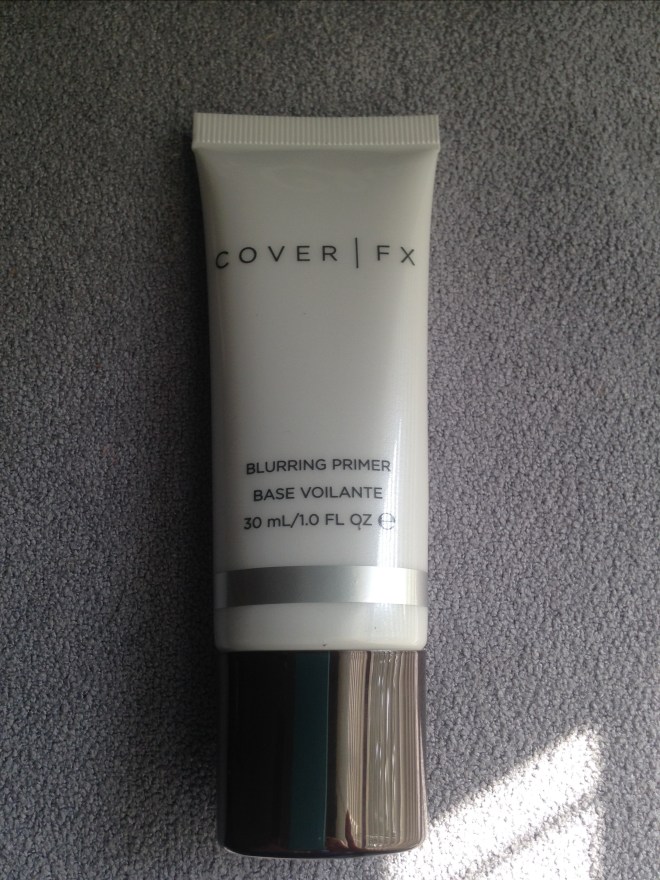 COVER | FX
BLURRING PRIMER
BASE VOILANTE
30 mL/1.0 FL OZ ℮